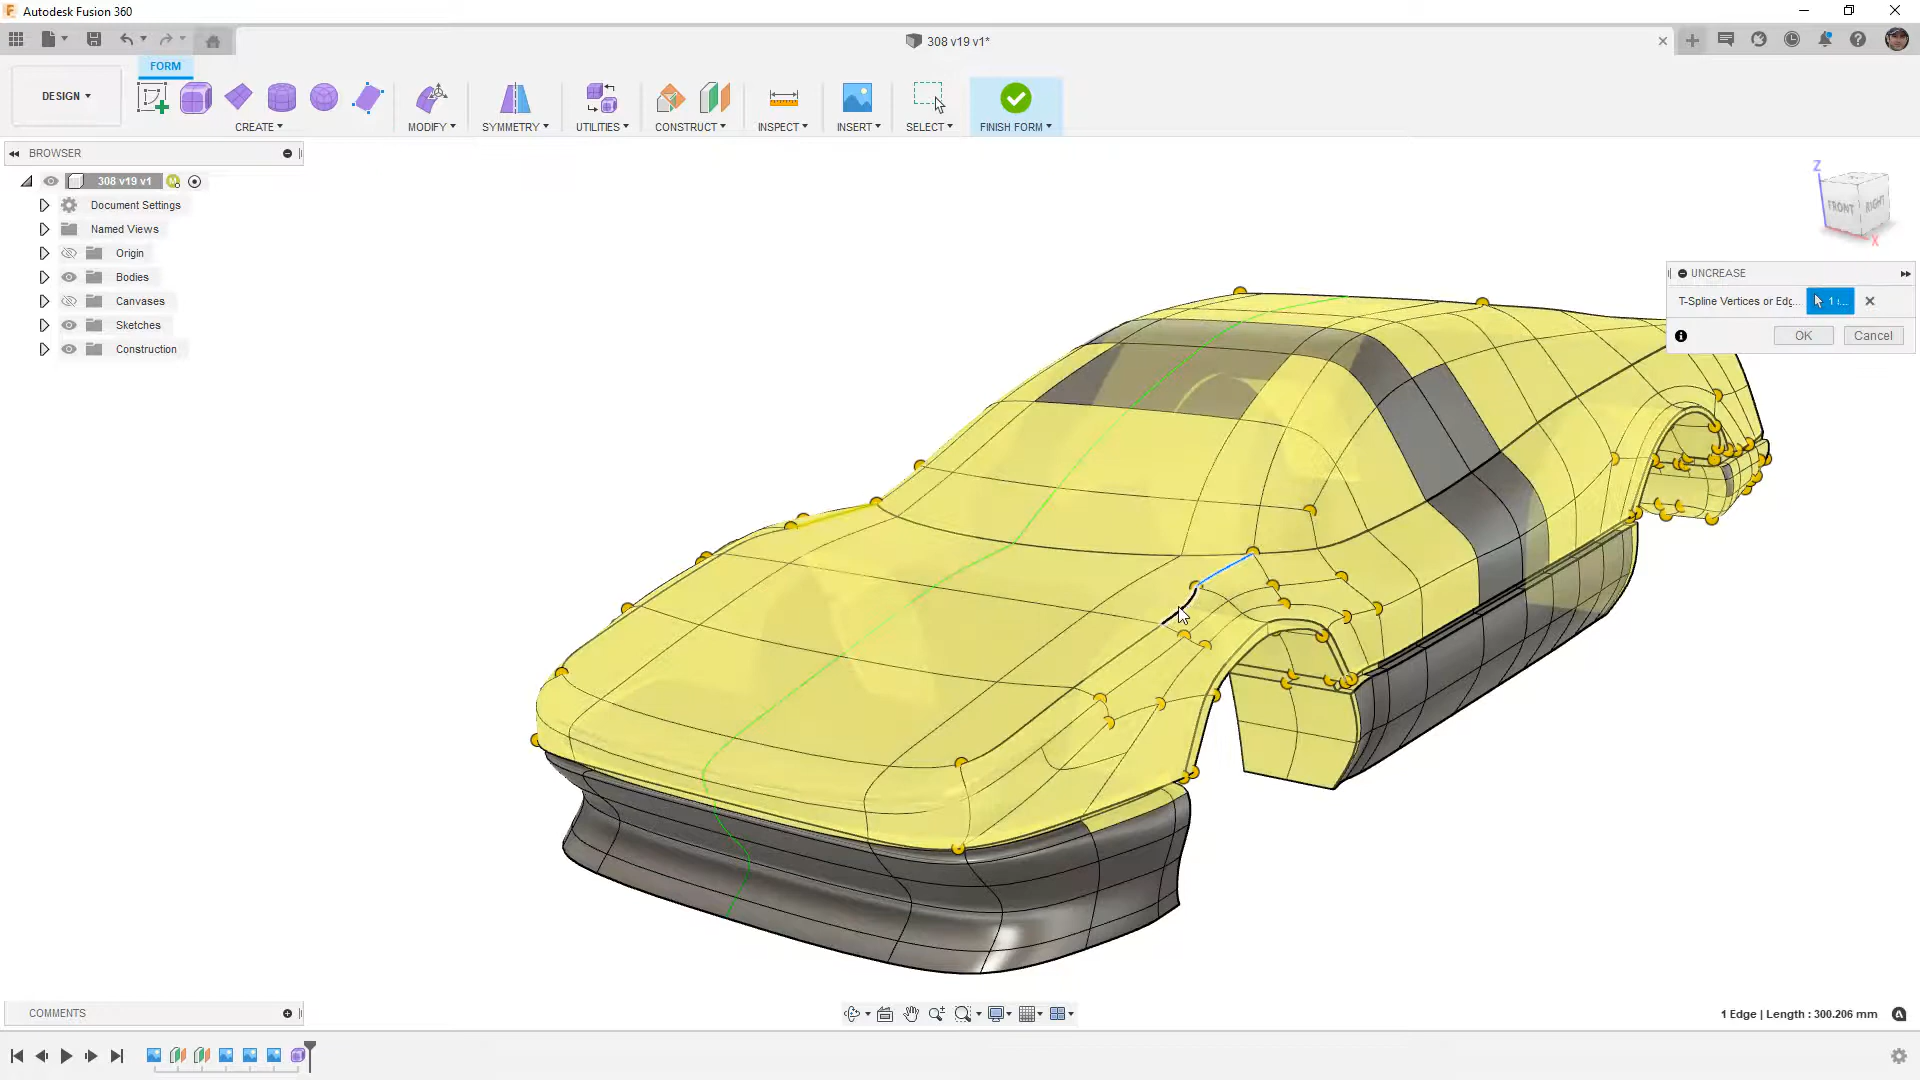 Autodesk Fusion 360
308 v19 v1*
FORM
DESIGN
CREATE
MODIFY
SYMMETRY
UTILITIES
CONSTRUCT
INSPECT
INSERT
SELECT
FINISH FORM
BROWSER
308 v19 v1
Document Settings
Named Views
Origin
Bodies
Canvases
Sketches
Construction
Z
FRONT
RIGHT
X
UNCREASE
T-Spline Vertices or Edg...
1 ...
OK
Cancel
COMMENTS
1 Edge | Length : 300.206 mm